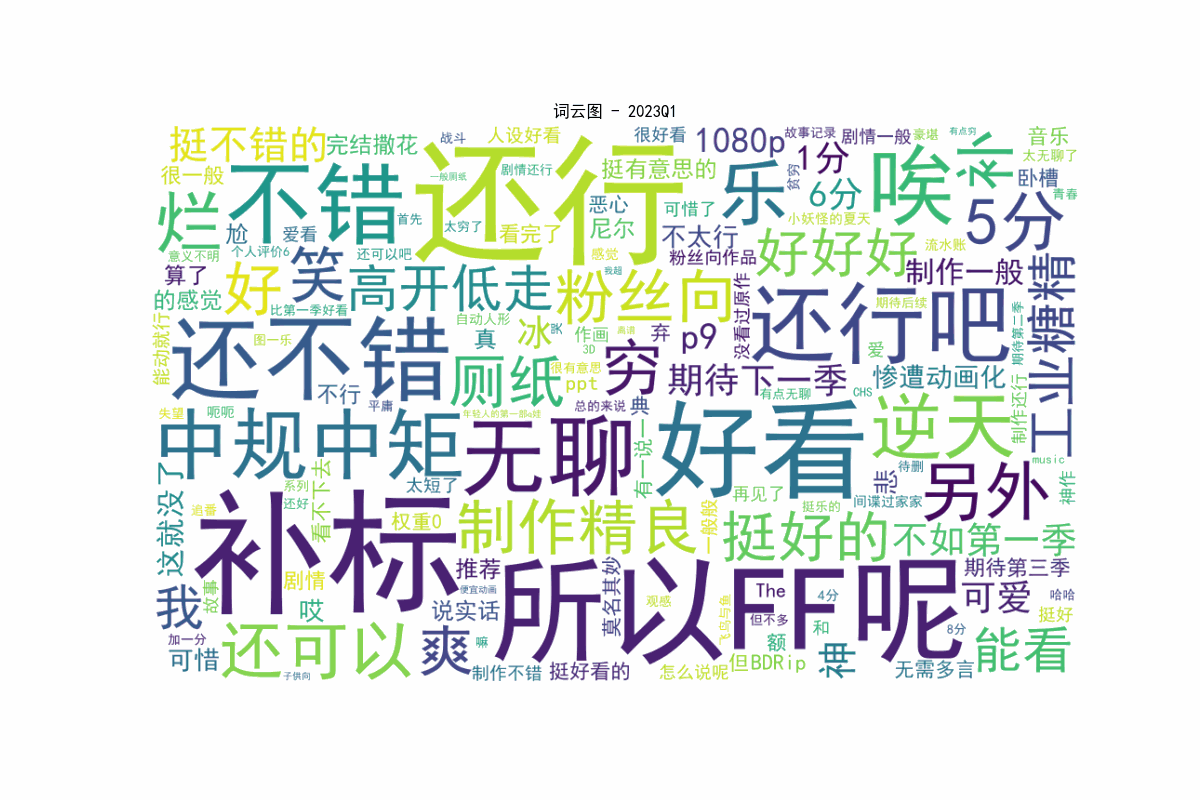 词云图 - 2023Q1
挺不错的
完结撒花
战斗
人设好看
很好看
1080p
故事记录
剧情一般
豪堪
有点穷
音乐
太无聊了
很一般
不错
还行
一般厕纸
剧情还行
挺有意思的
乐
贫穷
1分
6分
唉
卧槽
青春
烂
尬
爱看
首先
太穷了
看完了
恶心
尼尔
可惜了
不太行
小妖怪的夏天
5分
意义不明
个人评价6
还可以吧
感觉
粉丝向作品
好好好
流水账
算了
笑
高开低走
我超
粉丝向
没看过原作
制作一般
工业糖精
的感觉
好
比第一季好看
自动人形
真
冰
作画
弃
p9
还行吧
期待后续
期待第二季
能动就行
图一乐
还不错
3D
离谱
爱
不行
平庸
厕纸
很有意思
ppt
穷
期待下一季
有点无聊
惨遭动画化
CHS
制作还行
失望
呃呃
年轻人的第一部a娃
总的来说
典
中规中矩
无聊
有一说一
好看
逆天
music
这就没了
系列
看不下去
太短了
再见了
悲
待删
另外
神作
追番
还好
补标
权重0
制作精良
一般般
挺乐的
间谍过家家
挺好的
不如第一季
我
故事
剧情
哎
推荐
便宜动画
所以FF呢
莫名其妙
观感
飞鸟与鱼
The
但不多
4分
期待第三季
可爱
哈哈
挺好
说实话
加一分
可惜
还可以
子供向
爽
嘛
制作不错
挺好看的
怎么说呢
但BDRip
额
和
神
8分
无需多言
能看